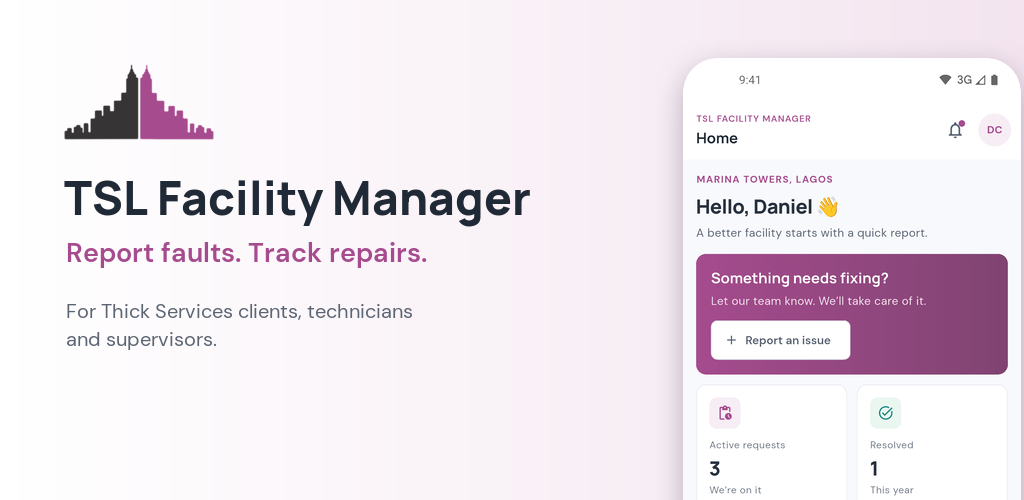 TSL Facility Manager
Report faults. Track repairs.
For Thick Services clients, technicians
and supervisors.
9:41
3G
TSL FACILITY MANAGER
Home
DC
MARINA TOWERS, LAGOS
Hello, Daniel 👋
A better facility starts with a quick report.
Something needs fixing?
Let our team know. We’ll take care of it.
+ Report an issue
Active requests
3
We’re on it
Resolved
1
This year